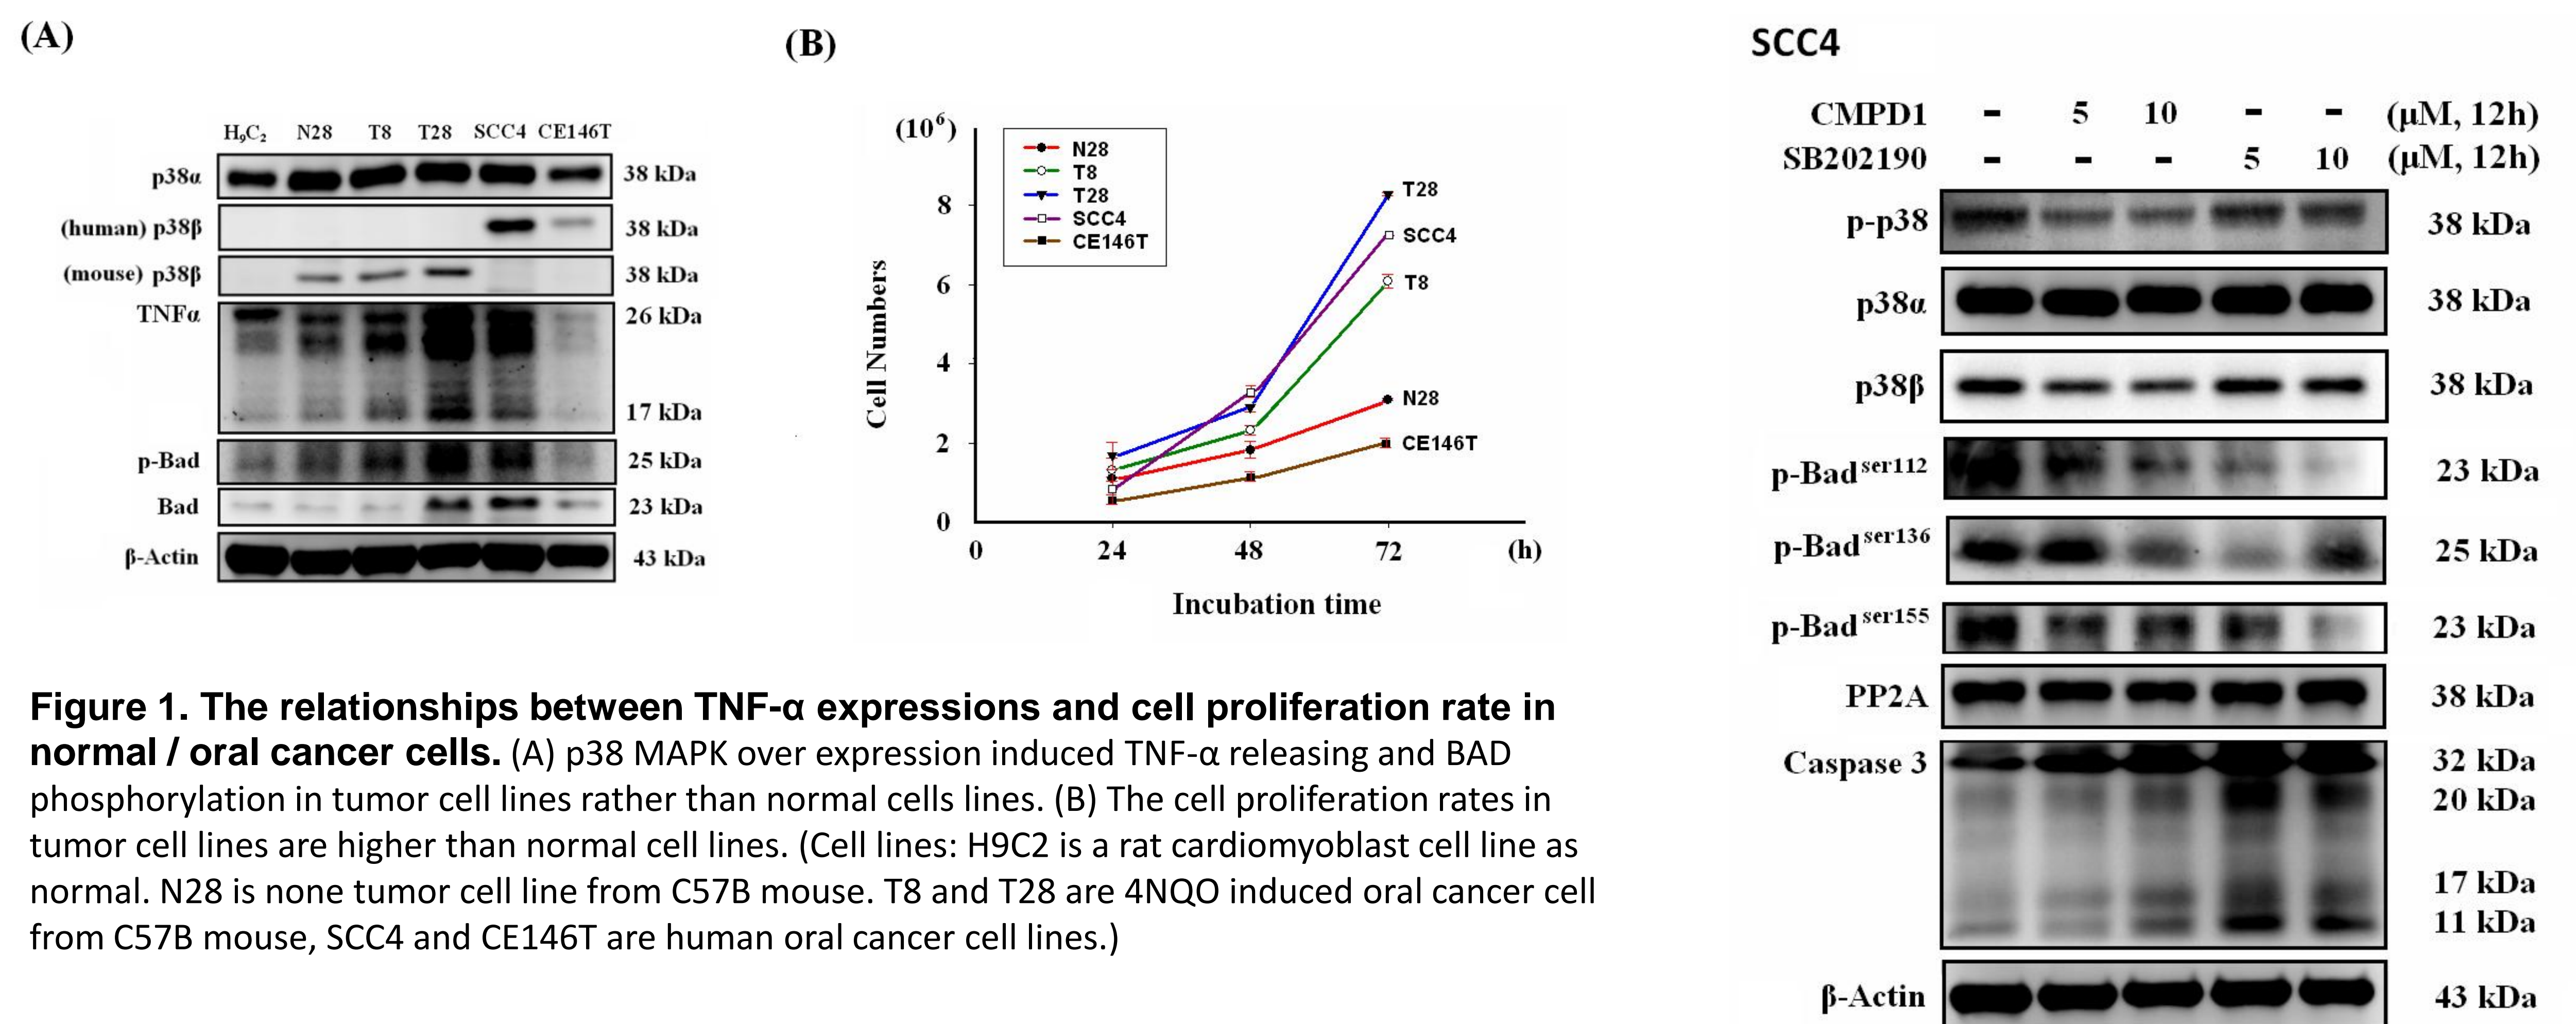 (A)
H9C2 N28 T8 T28 SCC4 CE146T
p38α 38 kDa
(human) p38β 38 kDa
(mouse) p38β 38 kDa
TNFα 26 kDa
17 kDa
p-Bad 25 kDa
Bad 23 kDa
β-Actin 43 kDa
(B)
(10⁶)
8
6
4
2
0
Cell Numbers
N28
T8
T28
SCC4
CE146T
T28
SCC4
T8
N28
CE146T
0 24 48 72 (h)
Incubation time
Figure 1. The relationships between TNF-α expressions and cell proliferation rate in
normal / oral cancer cells. (A) p38 MAPK over expression induced TNF-α releasing and BAD
phosphorylation in tumor cell lines rather than normal cells lines. (B) The cell proliferation rates in
tumor cell lines are higher than normal cell lines. (Cell lines: H9C2 is a rat cardiomyoblast cell line as
normal. N28 is none tumor cell line from C57B mouse. T8 and T28 are 4NQO induced oral cancer cell
from C57B mouse, SCC4 and CE146T are human oral cancer cell lines.)
SCC4
CMPD1 - 5 10 - - (μM, 12h)
SB202190 - - - 5 10 (μM, 12h)
p-p38 38 kDa
p38α 38 kDa
p38β 38 kDa
p-Bad ser112 23 kDa
p-Bad ser136 25 kDa
p-Bad ser155 23 kDa
PP2A 38 kDa
Caspase 3 32 kDa
20 kDa
17 kDa
11 kDa
β-Actin 43 kDa